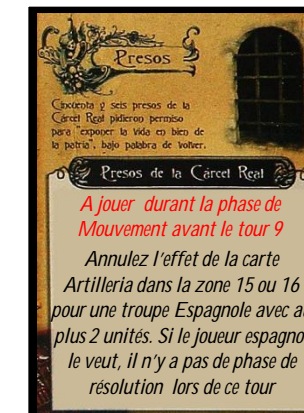 Presos
Cincuenta y seis presos de la
Cárcel Real pidieron permiso
para "exponer la vida en bien de
la patria", bajo palabra de volver.
Presos de la Cárcel Real
A jouer durant la phase de
Mouvement avant le tour 9
Annulez l'effet de la carte
Artilleria dans la zone 15 ou 16
pour une troupe Espagnole avec au
plus 2 unités. Si le joueur espagnol
le veut, il n'y a pas de phase de
résolution lors de ce tour